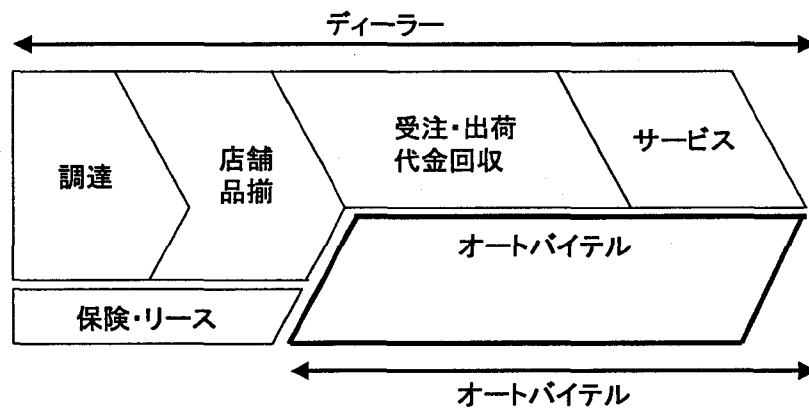 ディーラー
調達
店舗
品揃
受注・出荷
代金回収
サービス
オートバイテル
保険・リース
オートバイテル